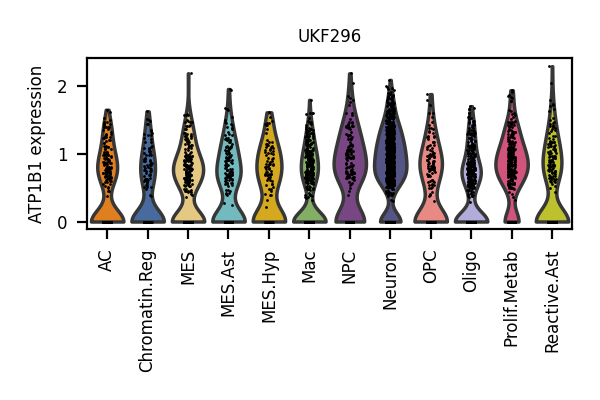 UKF296
ATP1B1 expression
2
1
0
AC
Chromatin.Reg
MES
MES.Ast
MES.Hyp
Mac
NPC
Neuron
OPC
Oligo
Prolif.Metab
Reactive.Ast